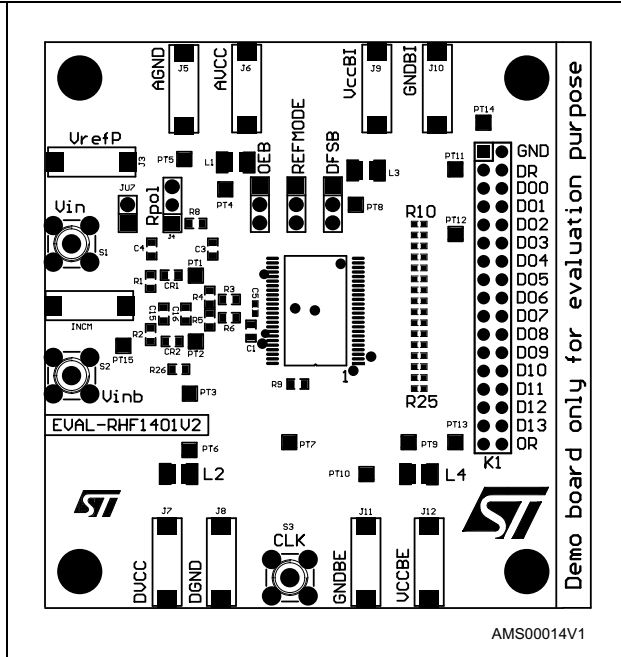 AGND
J5
AVCC
J6
VccBI
J9
GNDBI
J10
PT14
VrefP
J3
PT5
L1
OEB
REFMODE
DFSB
L3
PT11
GND
DR
D00
D01
D02
D03
D04
D05
D06
D07
D08
D09
D10
D11
D12
D13
OR
K1
JU7
Rpol
J4
R8
PT4
PT8
R10
PT12
Vin
S1
C4
C3
PT1
R1
CR1
R3
R4
C5
INCM
C15
C16
R5
R6
R2
C1
CR2
PT2
PT15
S2
R26
R9
1
Vinb
PT3
R25
EVAL-RHF1401V2
PT6
PT7
PT9
PT13
L2
PT10
L4
ST
ST
J7
J8
S3
CLK
J11
J12
DVCC
DGND
GNDBE
VCCBE
Demo board only for evaluation purpose
AMS00014V1